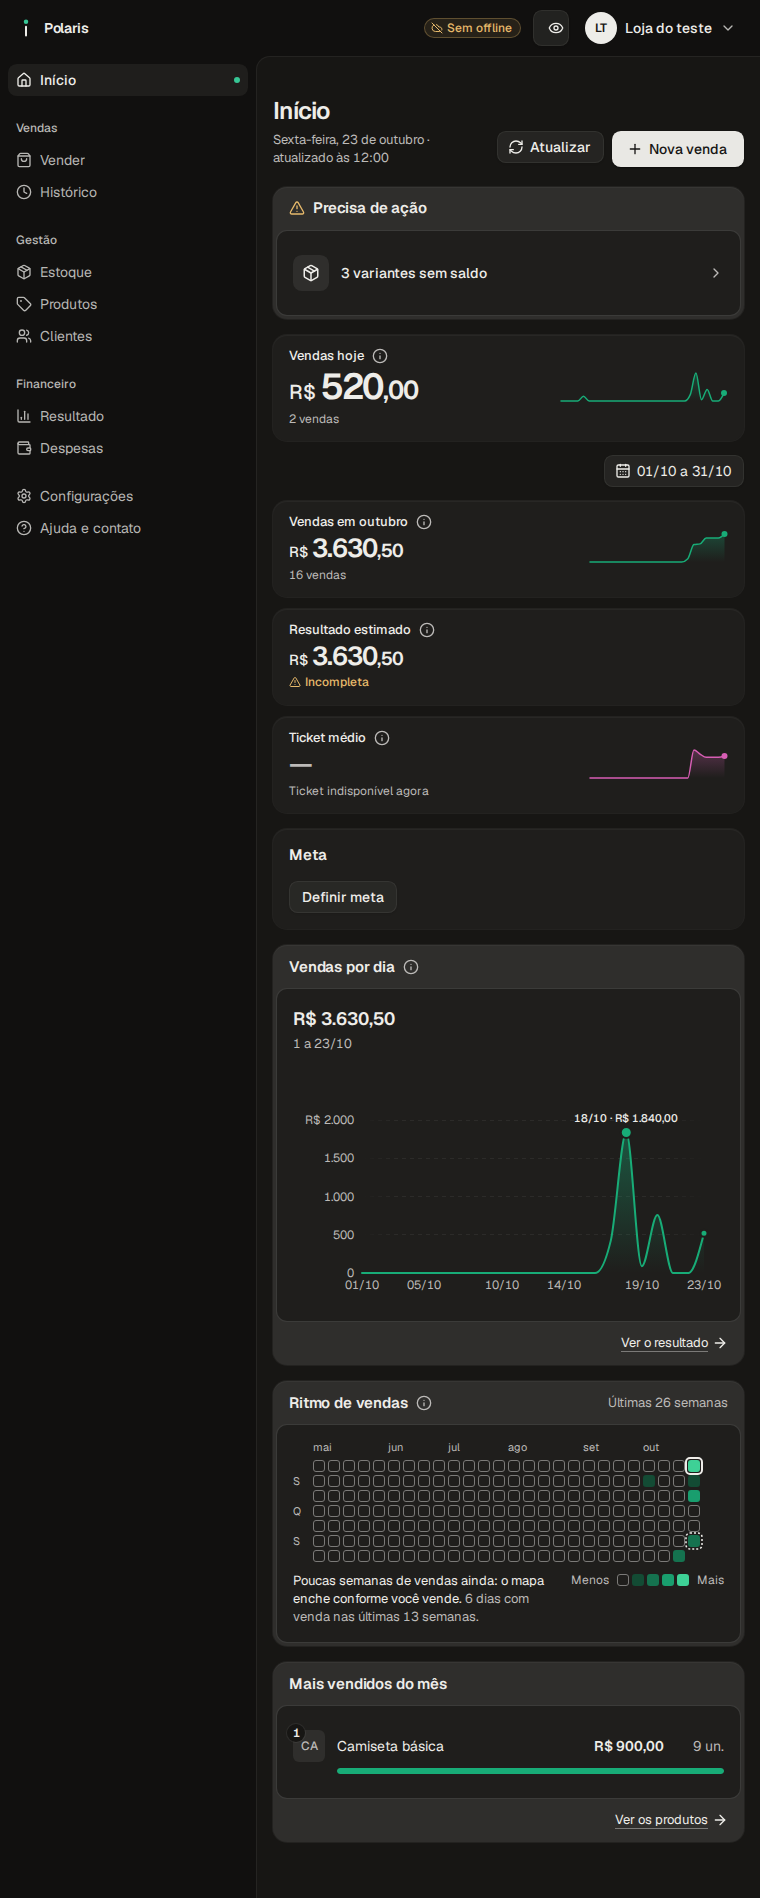 Polaris
Sem offline
LT
Loja do teste
Início
Vendas
Vender
Histórico
Gestão
Estoque
Produtos
Clientes
Financeiro
Resultado
Despesas
Configurações
Ajuda e contato
Início
Sexta-feira, 23 de outubro ·
atualizado às 12:00
Atualizar
Nova venda
Precisa de ação
3 variantes sem saldo
Vendas hoje
R$ 520,00
2 vendas
01/10 a 31/10
Vendas em outubro
R$ 3.630,50
16 vendas
Resultado estimado
R$ 3.630,50
Incompleta
Ticket médio
—
Ticket indisponível agora
Meta
Definir meta
Vendas por dia
R$ 3.630,50
1 a 23/10
18/10 · R$ 1.840,00
R$ 2.000
1.500
1.000
500
0
01/10 05/10 10/10 14/10 19/10 23/10
Ver o resultado
Ritmo de vendas
Últimas 26 semanas
mai jun jul ago set out
S
Q
S
Poucas semanas de vendas ainda: o mapa
enche conforme você vende. 6 dias com
venda nas últimas 13 semanas.
Menos
Mais
Mais vendidos do mês
1
CA
Camiseta básica
R$ 900,00
9 un.
Ver os produtos